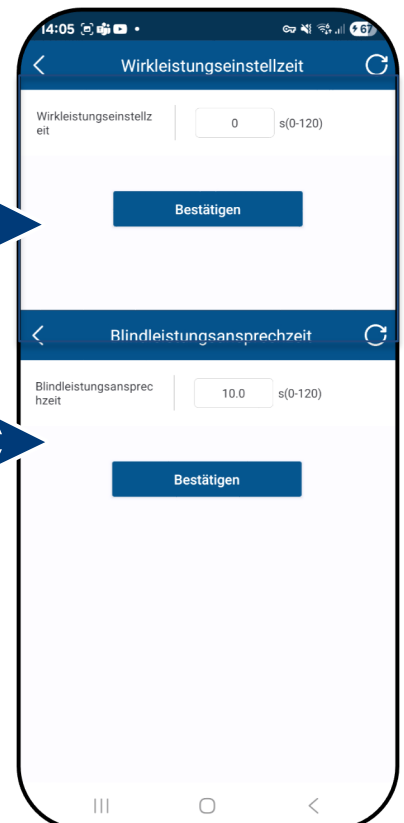 14:05
67
Wirkleistungseinstellzeit
Wirkleistungseinstellz
eit
0 s(0-120)
Bestätigen
Blindleistungsansprechzeit
Blindleistungsansprec
hzeit
10.0 s(0-120)
Bestätigen